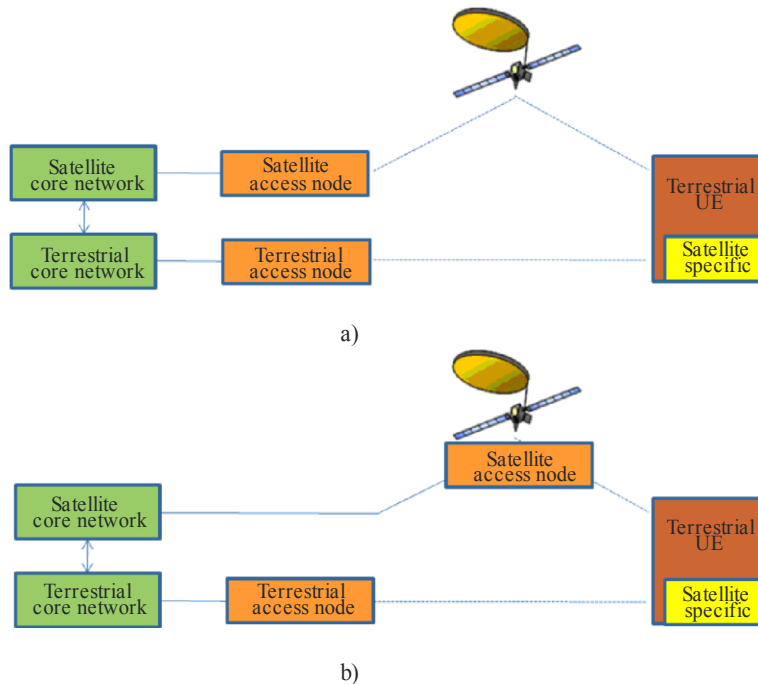 Satellite
core network
Satellite
access node
Terrestrial
UE
Terrestrial
core network
Terrestrial
access node
Satellite
specific
a)
Satellite
access node
Satellite
core network
Terrestrial
UE
Terrestrial
core network
Terrestrial
access node
Satellite
specific
b)